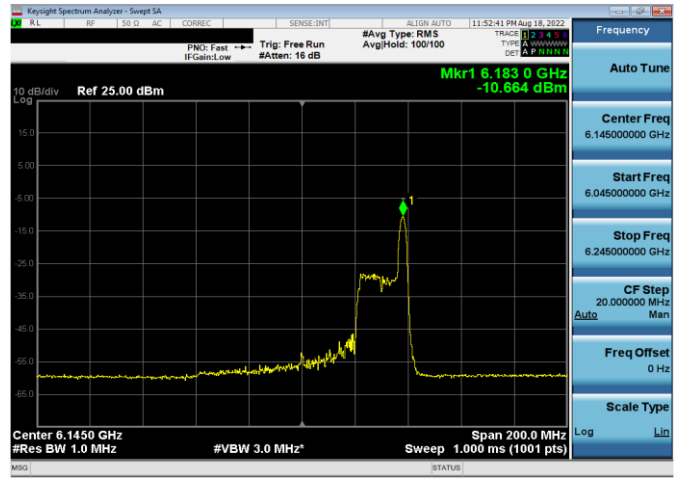 Keysight Spectrum Analyzer - Swept SA
RL RF 50 Ω AC CORREC SENSE:INT ALIGN AUTO 11:52:41 PM Aug 18, 2022
PNO: Fast
IFGain:Low
Trig: Free Run
#Atten: 16 dB
#Avg Type: RMS
Avg|Hold: 100/100
TRACE 1 2 3 4 5 6
TYPE A WWWWW
DET A P N N N N
Mkr1 6.183 0 GHz
-10.664 dBm
10 dB/div Ref 25.00 dBm
Log
15.0
5.00
-5.00
-15.0
-25.0
-35.0
-45.0
-55.0
-65.0
1
Center 6.1450 GHz Span 200.0 MHz
#Res BW 1.0 MHz #VBW 3.0 MHz* Sweep 1.000 ms (1001 pts)
MSG STATUS
Frequency
Auto Tune
Center Freq
6.145000000 GHz
Start Freq
6.045000000 GHz
Stop Freq
6.245000000 GHz
CF Step
20.000000 MHz
Auto Man
Freq Offset
0 Hz
Scale Type
Log Lin